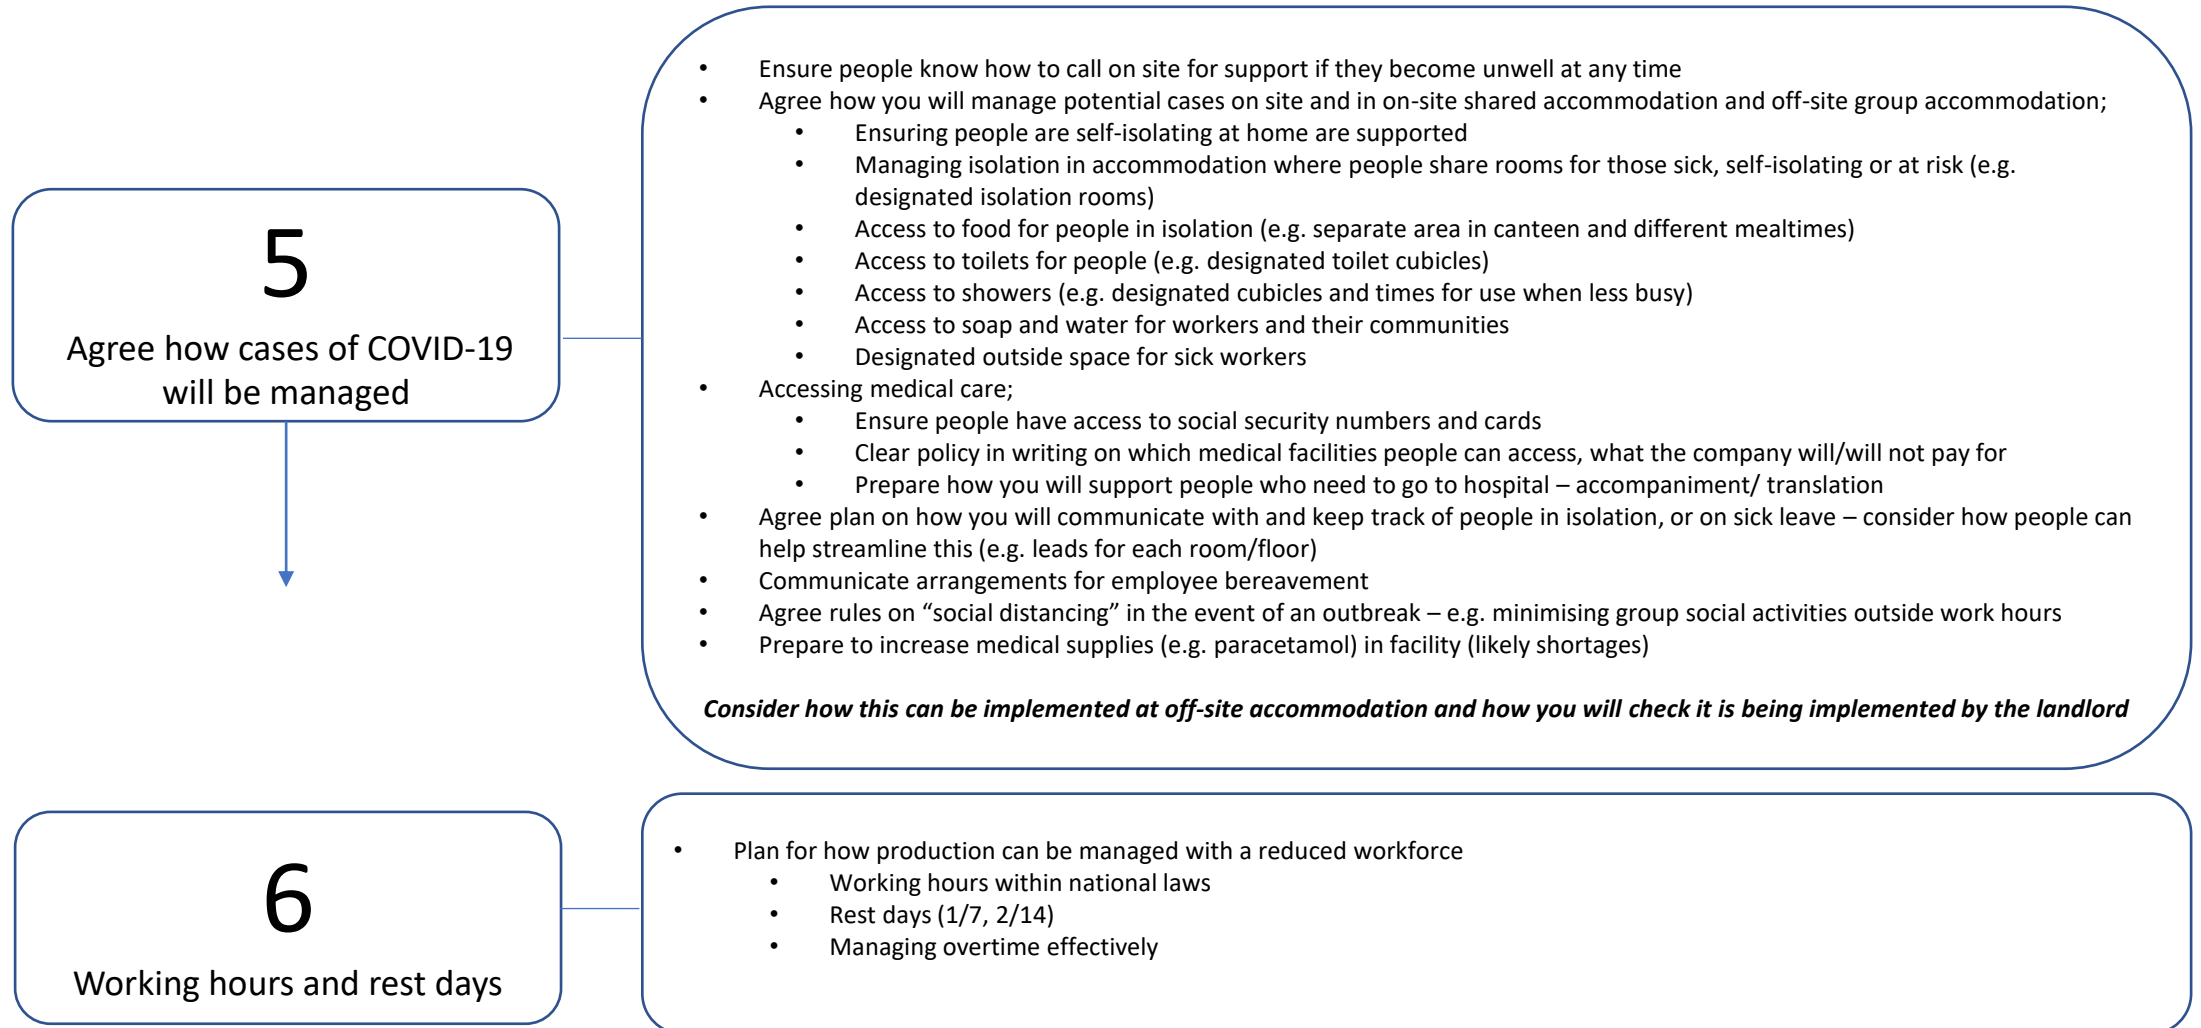 5
Agree how cases of COVID-19
will be managed
• Ensure people know how to call on site for support if they become unwell at any time
• Agree how you will manage potential cases on site and in on-site shared accommodation and off-site group accommodation;
• Ensuring people are self-isolating at home are supported
• Managing isolation in accommodation where people share rooms for those sick, self-isolating or at risk (e.g.
designated isolation rooms)
• Access to food for people in isolation (e.g. separate area in canteen and different mealtimes)
• Access to toilets for people (e.g. designated toilet cubicles)
• Access to showers (e.g. designated cubicles and times for use when less busy)
• Access to soap and water for workers and their communities
• Designated outside space for sick workers
• Accessing medical care;
• Ensure people have access to social security numbers and cards
• Clear policy in writing on which medical facilities people can access, what the company will/will not pay for
• Prepare how you will support people who need to go to hospital – accompaniment/ translation
• Agree plan on how you will communicate with and keep track of people in isolation, or on sick leave – consider how people can
help streamline this (e.g. leads for each room/floor)
• Communicate arrangements for employee bereavement
• Agree rules on “social distancing” in the event of an outbreak – e.g. minimising group social activities outside work hours
• Prepare to increase medical supplies (e.g. paracetamol) in facility (likely shortages)
Consider how this can be implemented at off-site accommodation and how you will check it is being implemented by the landlord
6
Working hours and rest days
• Plan for how production can be managed with a reduced workforce
• Working hours within national laws
• Rest days (1/7, 2/14)
• Managing overtime effectively